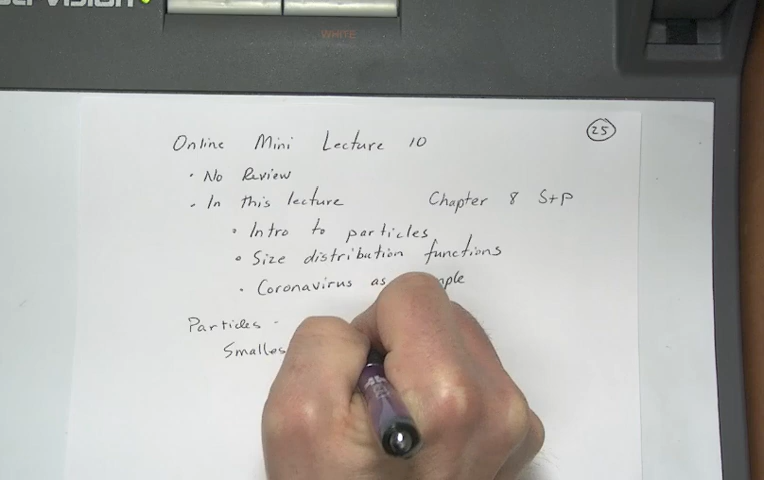 WHITE
25
Online Mini Lecture 10
• No Review
• In this lecture Chapter 8 S+P
• Intro to particles
• Size distribution functions
• Coronavirus as
Particles -